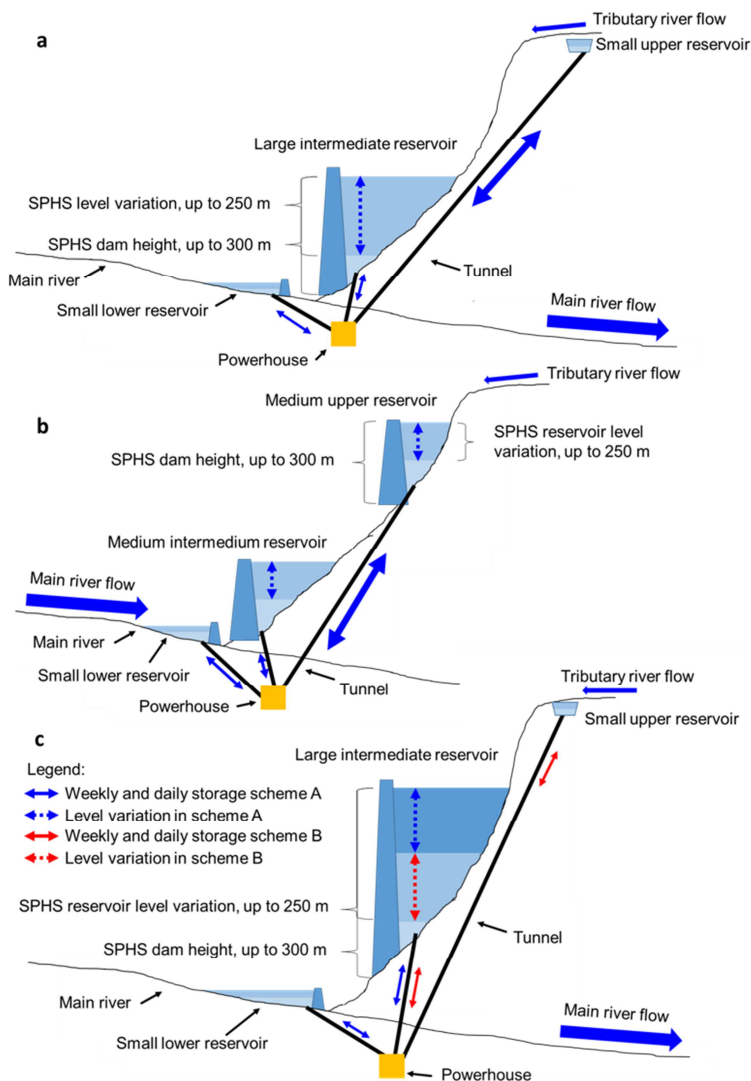 a
Tributary river flow
Small upper reservoir
Large intermediate reservoir
SPHS level variation, up to 250 m
SPHS dam height, up to 300 m
Main river
Small lower reservoir
Tunnel
Main river flow
Powerhouse
Tributary river flow
Medium upper reservoir
b
SPHS dam height, up to 300 m
SPHS reservoir level
variation, up to 250 m
Medium intermedium reservoir
Main river flow
Main river
Small lower reservoir
Tunnel
Powerhouse
Tributary river flow
Small upper reservoir
c
Large intermediate reservoir
Legend:
Weekly and daily storage scheme A
Level variation in scheme A
Weekly and daily storage scheme B
Level variation in scheme B
SPHS reservoir level variation, up to 250 m
SPHS dam height, up to 300 m
Tunnel
Main river
Small lower reservoir
Main river flow
Powerhouse